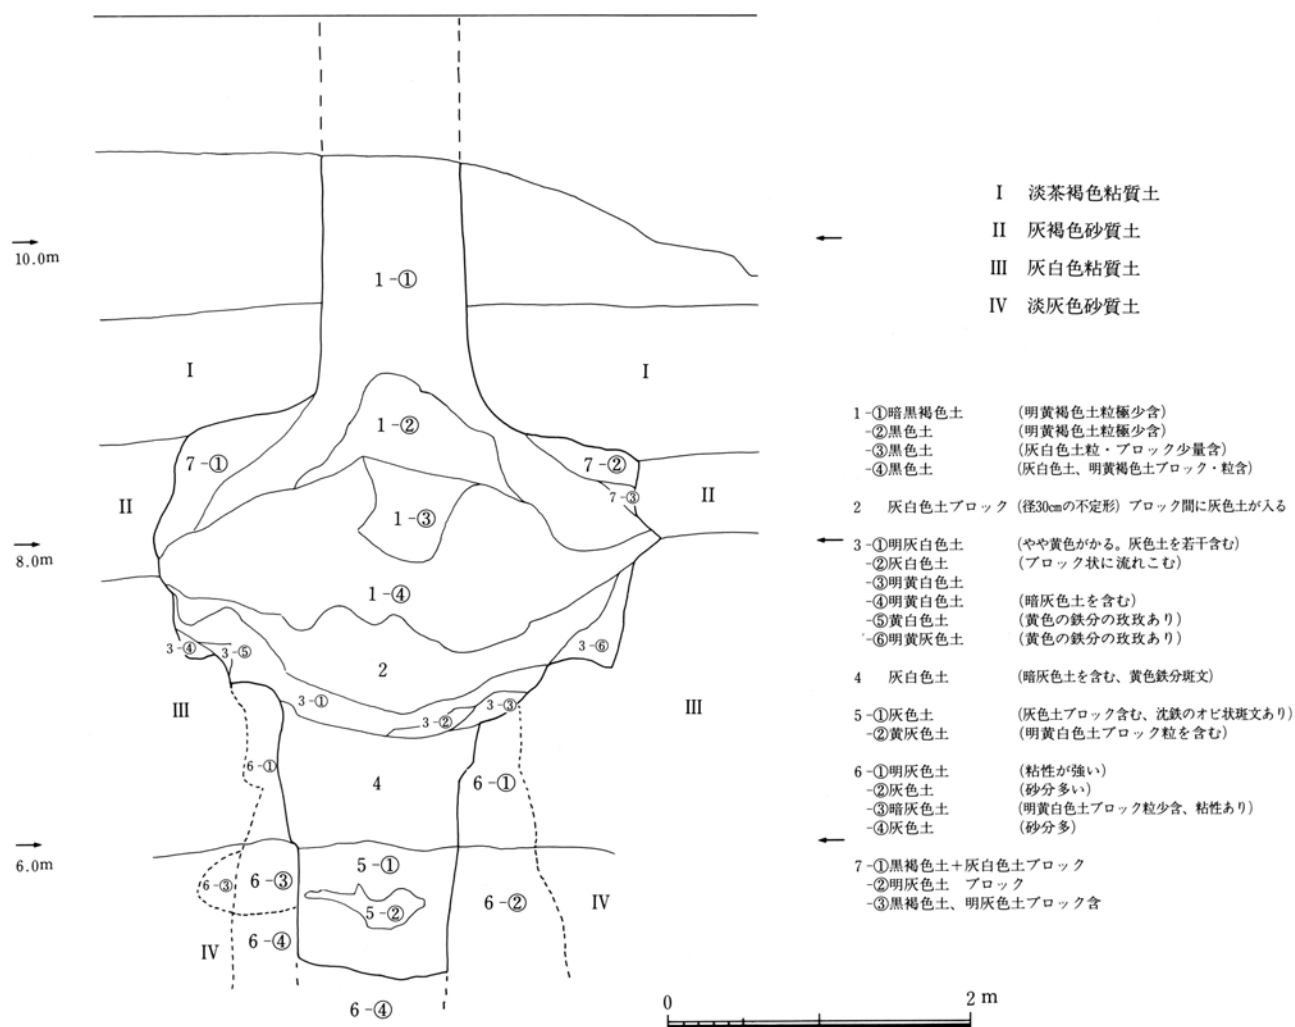 10.0m
8.0m
6.0m
1-①
I
I
1-②
7-①
7-②
7-③
II
II
1-③
1-④
3-④
3-⑤
3-⑥
2
3-①
3-②
3-③
III
III
6-①
4
6-①
5-①
6-③
6-③
5-②
6-②
IV
IV
6-④
6-④
I 淡茶褐色粘質土
II 灰褐色砂質土
III 灰白色粘質土
IV 淡灰色砂質土
1-①暗黒褐色土 (明黄褐色土粒極少含)
-②黒色土 (明黄褐色土粒極少含)
-③黒色土 (灰白色土粒・ブロック少量含)
-④黒色土 (灰白色土、明黄褐色土ブロック・粒含)
2 灰白色土ブロック (径30cmの不定形) ブロック間に灰色土が入る
3-①明灰白色土 (やや黄色がかる。灰色土を若干含む)
-②灰白色土 (ブロック状に流れこむ)
-③明黄白色土
-④明黄白色土 (暗灰色土を含む)
-⑤黄白色土 (黄色の鉄分の玫玫あり)
-⑥明黄灰色土 (黄色の鉄分の玫玫あり)
4 灰白色土 (暗灰色土を含む、黄色鉄分斑文)
5-①灰色土 (灰色土ブロック含む、沈鉄のオビ状斑文あり)
-②黄灰色土 (明黄白色土ブロック粒を含む)
6-①明灰色土 (粘性が強い)
-②灰色土 (砂分多い)
-③暗灰色土 (明黄白色土ブロック粒少含、粘性あり)
-④灰色土 (砂分多)
7-①黒褐色土＋灰白色土ブロック
-②明灰色土 ブロック
-③黒褐色土、明灰色土ブロック含
0 2 m